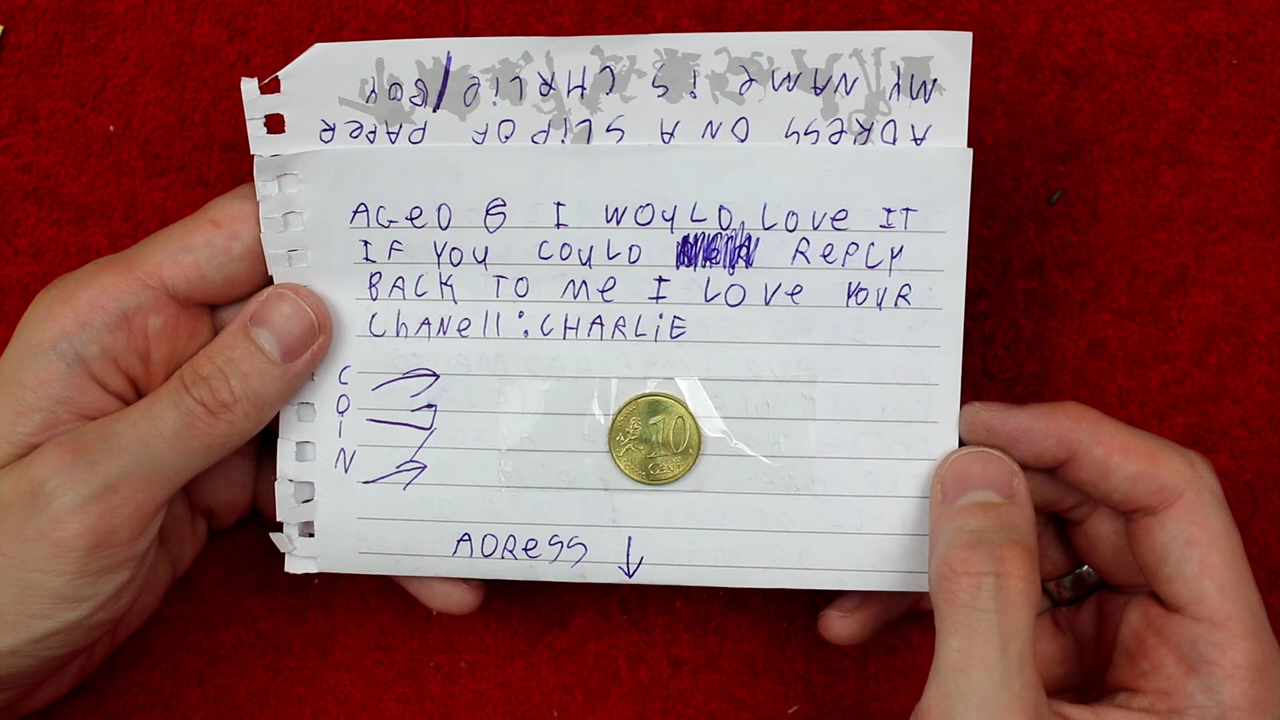 ADRESS ON A SLIP OF PAPER
MY NAME iS CHARLiE/BOY
AGeD 6 I WOULD LOVe IT
IF YOU COULD RePLY
BACK TO Me I LOVe YOUR
ChANell:CHARLiE
C
O
i
N
10
CENT
ADReSS